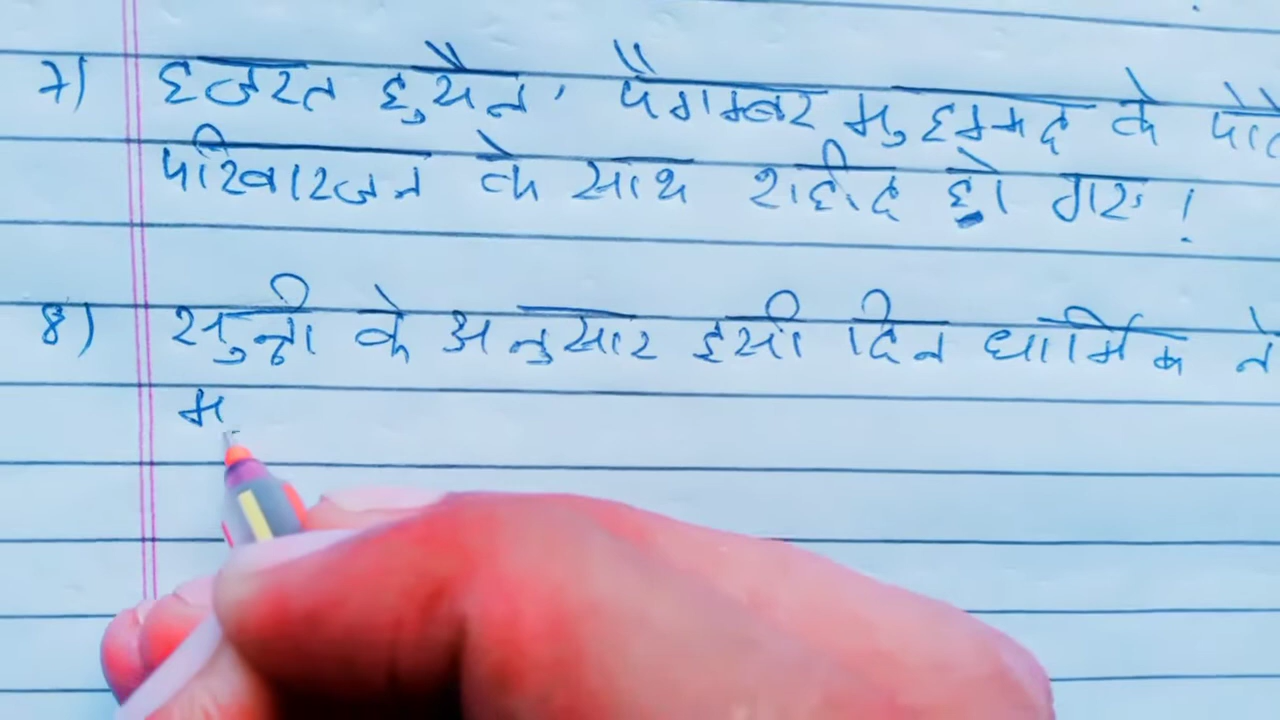 7) हजरत हुसैन, पैगम्बर मुहम्मद के
परिवारजन के साथ शहीद हो गए।
8) सुन्नी के अनुसार इसी दिन धार्मिक ने
म